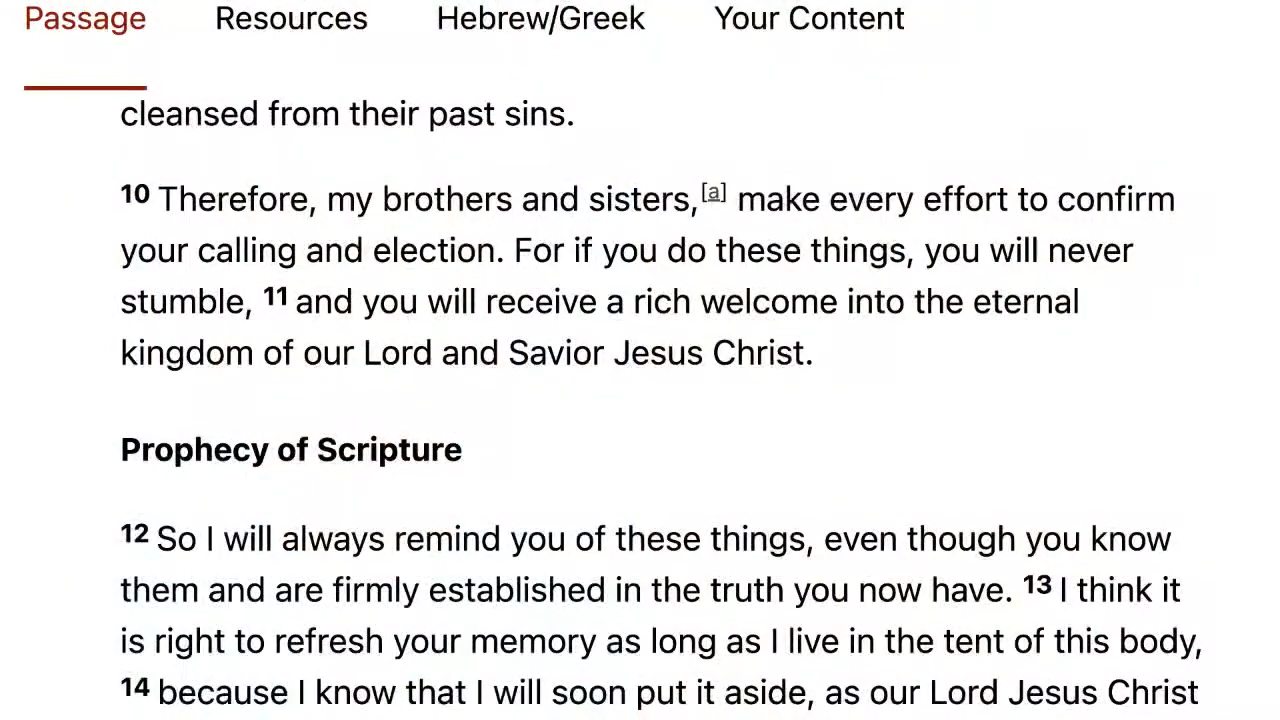 Passage Resources Hebrew/Greek Your Content
cleansed from their past sins.
10 Therefore, my brothers and sisters,[a] make every effort to confirm
your calling and election. For if you do these things, you will never
stumble, 11 and you will receive a rich welcome into the eternal
kingdom of our Lord and Savior Jesus Christ.
Prophecy of Scripture
12 So I will always remind you of these things, even though you know
them and are firmly established in the truth you now have. 13 I think it
is right to refresh your memory as long as I live in the tent of this body,
14 because I know that I will soon put it aside, as our Lord Jesus Christ